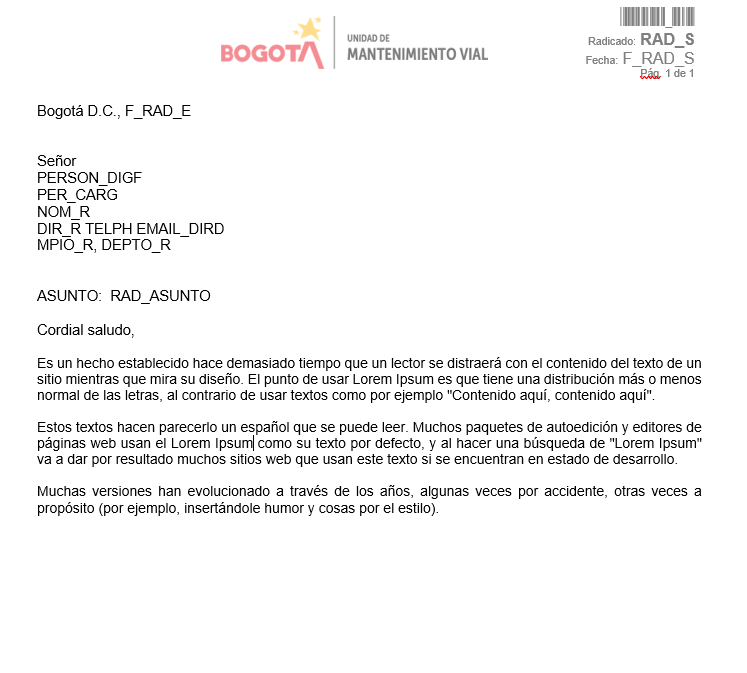 BOGOTÁ
UNIDAD DE
MANTENIMIENTO VIAL
Radicado: RAD_S
Fecha: F_RAD_S
Pág. 1 de 1
Bogotá D.C., F_RAD_E
Señor
PERSON_DIGF
PER_CARG
NOM_R
DIR_R TELPH EMAIL_DIRD
MPIO_R, DEPTO_R
ASUNTO: RAD_ASUNTO
Cordial saludo,
Es un hecho establecido hace demasiado tiempo que un lector se distraerá con el contenido del texto de un
sitio mientras que mira su diseño. El punto de usar Lorem Ipsum es que tiene una distribución más o menos
normal de las letras, al contrario de usar textos como por ejemplo "Contenido aquí, contenido aquí".
Estos textos hacen parecerlo un español que se puede leer. Muchos paquetes de autoedición y editores de
páginas web usan el Lorem Ipsum como su texto por defecto, y al hacer una búsqueda de "Lorem Ipsum"
va a dar por resultado muchos sitios web que usan este texto si se encuentran en estado de desarrollo.
Muchas versiones han evolucionado a través de los años, algunas veces por accidente, otras veces a
propósito (por ejemplo, insertándole humor y cosas por el estilo).